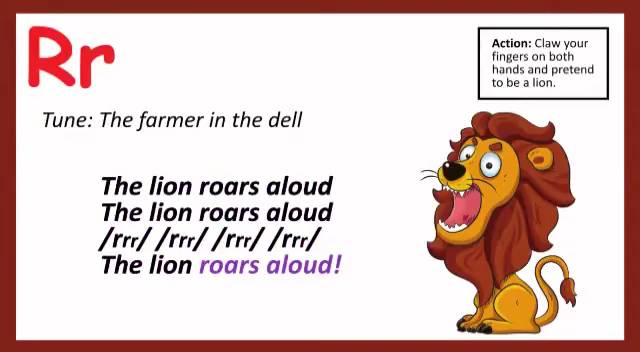 Rr
Action: Claw your
fingers on both
hands and pretend
to be a lion.
Tune: The farmer in the dell
The lion roars aloud
The lion roars aloud
/rrr/ /rrr/ /rrr/ /rrr/
The lion roars aloud!